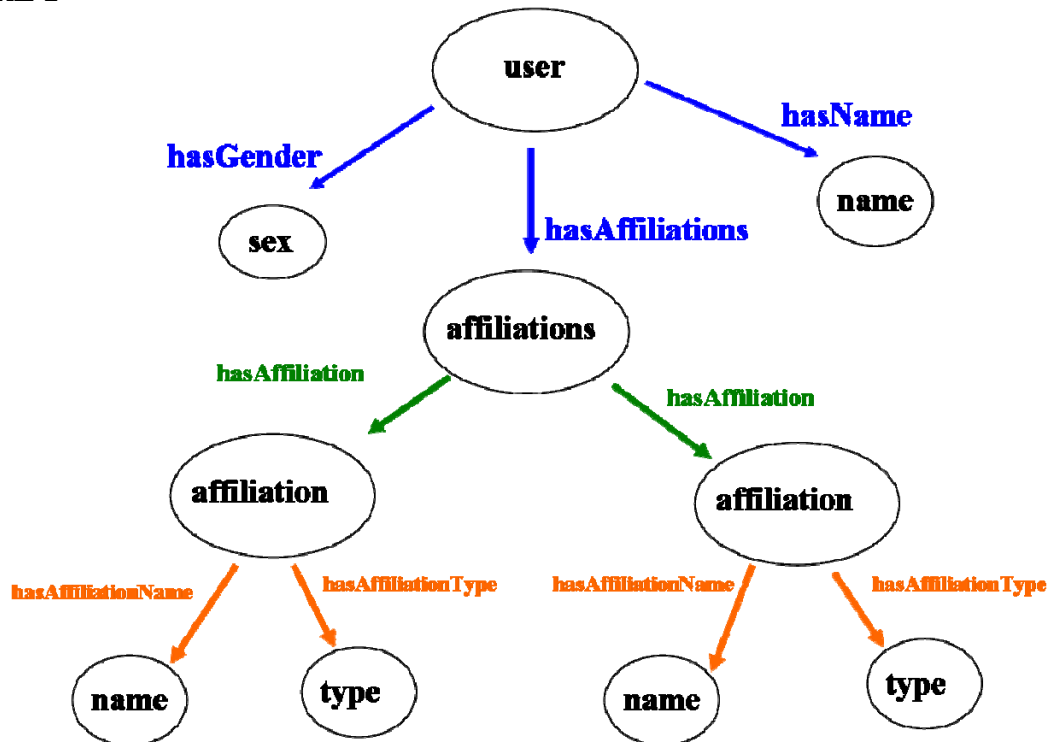 user
hasName
hasGender
name
sex
hasAffiliations
affiliations
hasAffiliation
hasAffiliation
affiliation
affiliation
hasAffiliationName
hasAffiliationType
hasAffiliationName
hasAffiliationType
name
type
name
type